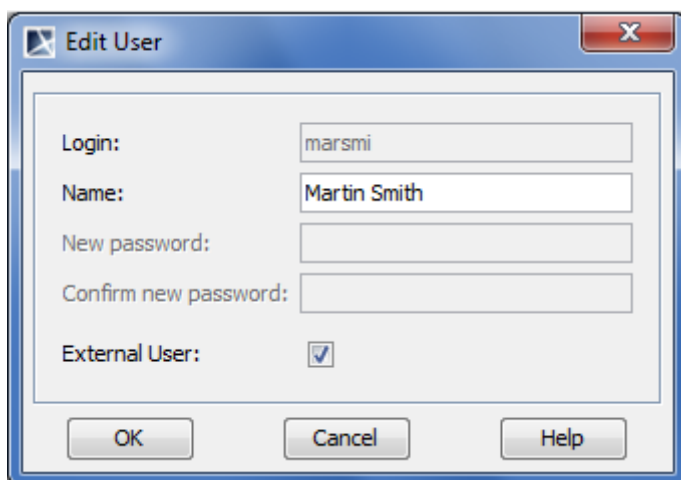 Edit User
Login: marsmi
Name: Martin Smith
New password:
Confirm new password:
External User:
OK Cancel Help